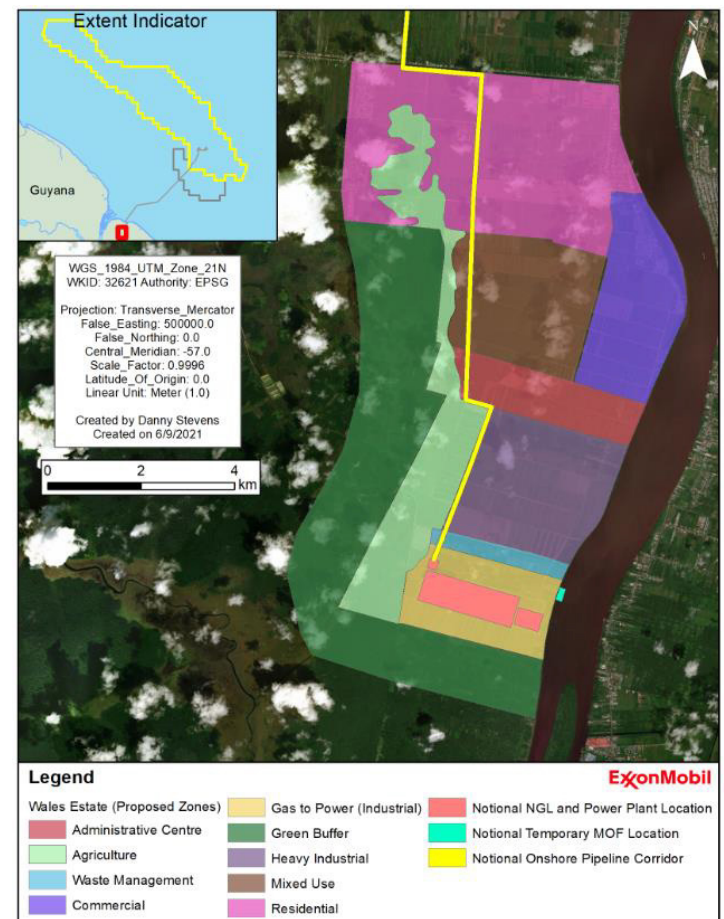 Extent Indicator
Guyana
N
WGS_1984_UTM_Zone_21N
WKID: 32621 Authority: EPSG
Projection: Transverse_Mercator
False_Easting: 500000.0
False_Northing: 0.0
Central_Meridian: -57.0
Scale_Factor: 0.9996
Latitude_Of_Origin: 0.0
Linear Unit: Meter (1.0)
Created by Danny Stevens
Created on 6/9/2021
0 2 4
km
Legend
ExxonMobil
Wales Estate (Proposed Zones)
Administrative Centre
Agriculture
Waste Management
Commercial
Gas to Power (Industrial)
Green Buffer
Heavy Industrial
Mixed Use
Residential
Notional NGL and Power Plant Location
Notional Temporary MOF Location
Notional Onshore Pipeline Corridor